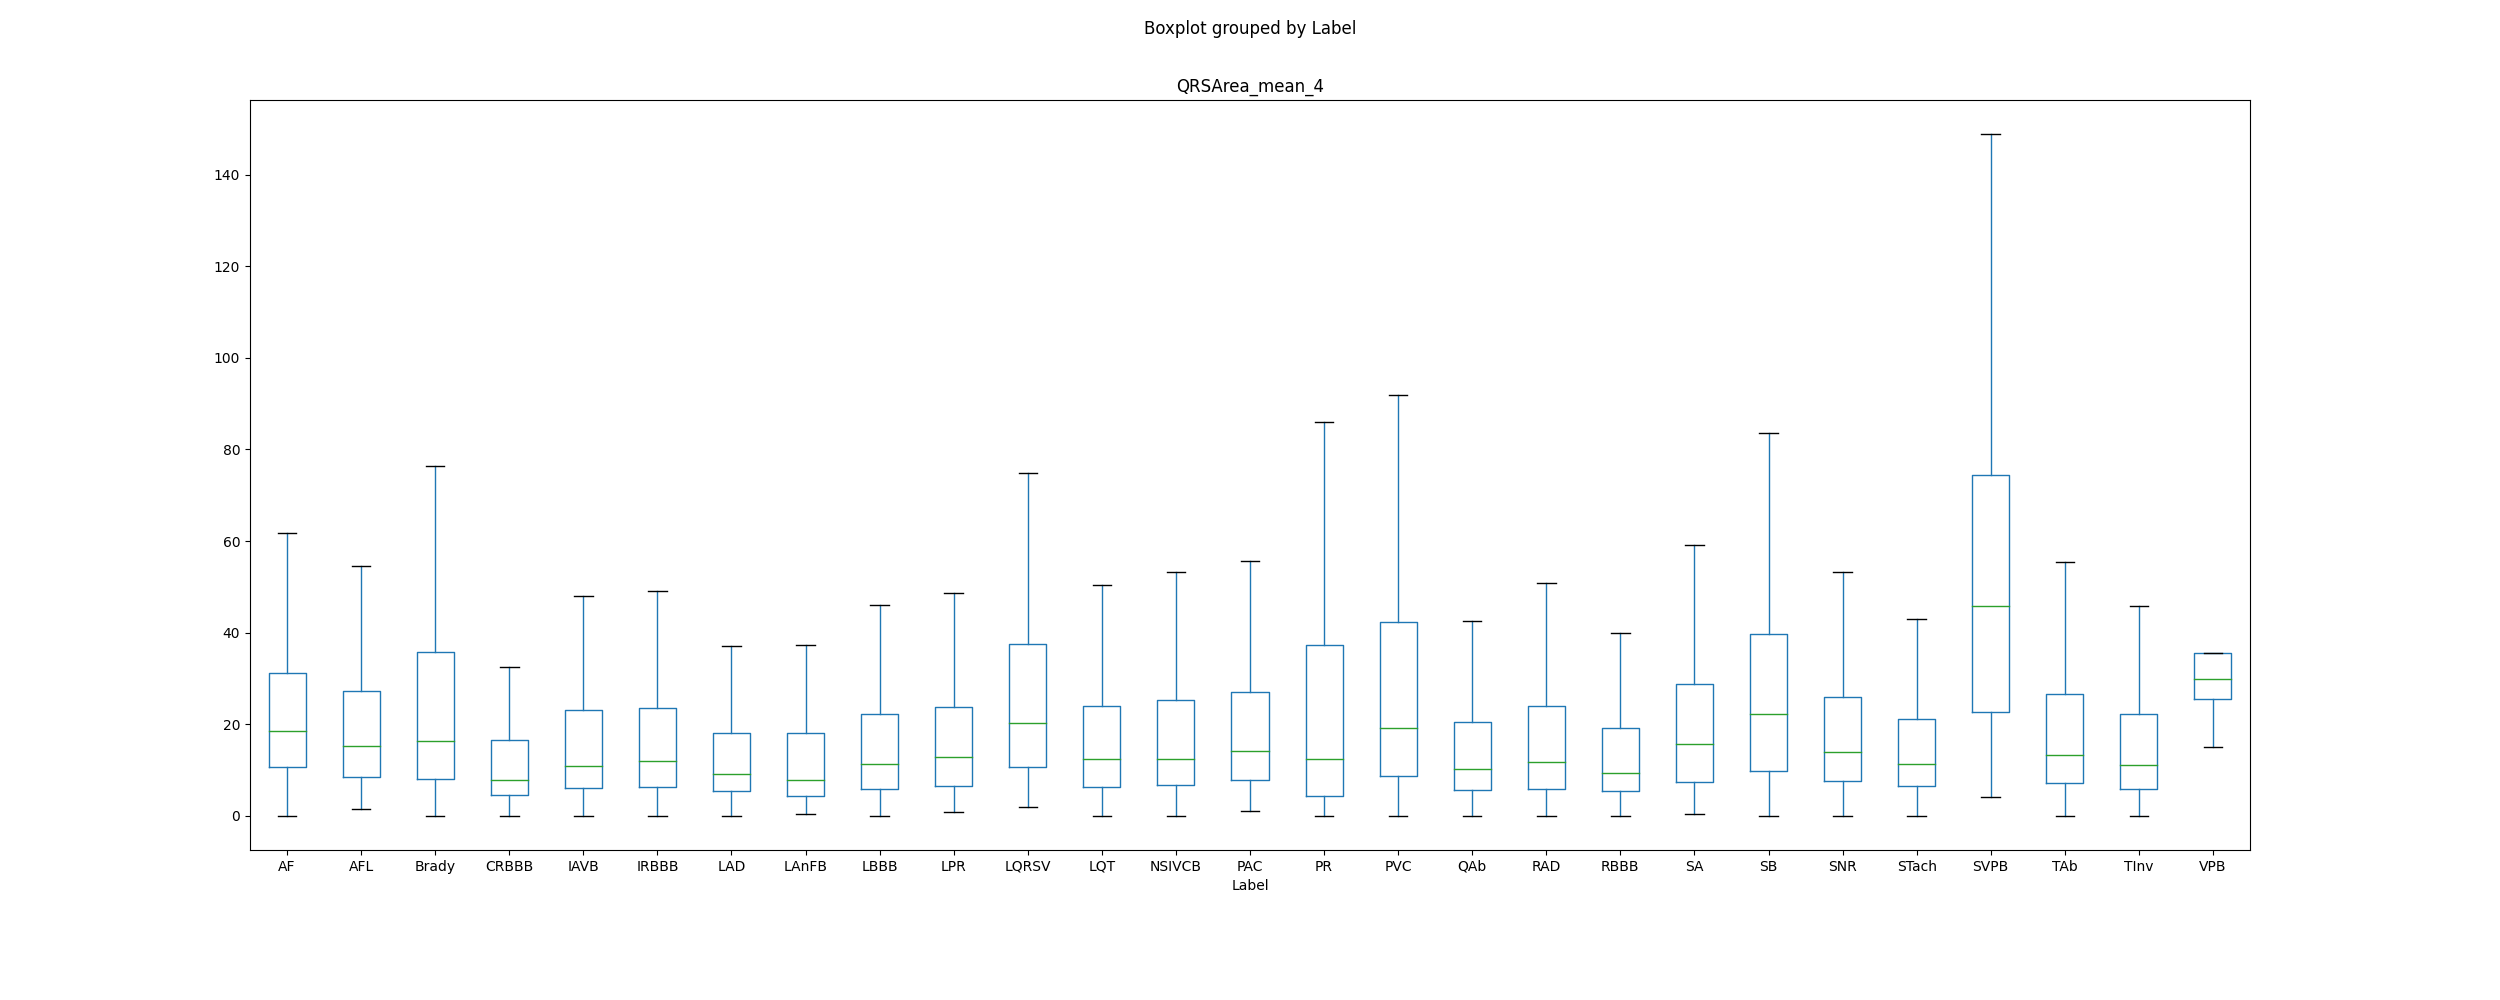 Boxplot grouped by Label
QRSArea_mean_4
140
120
100
80
60
40
20
0
AF AFL Brady CRBBB IAVB IRBBB LAD LAnFB LBBB LPR LQRSV LQT NSIVCB PAC PR PVC QAb RAD RBBB SA SB SNR STach SVPB TAb TInv VPB
Label